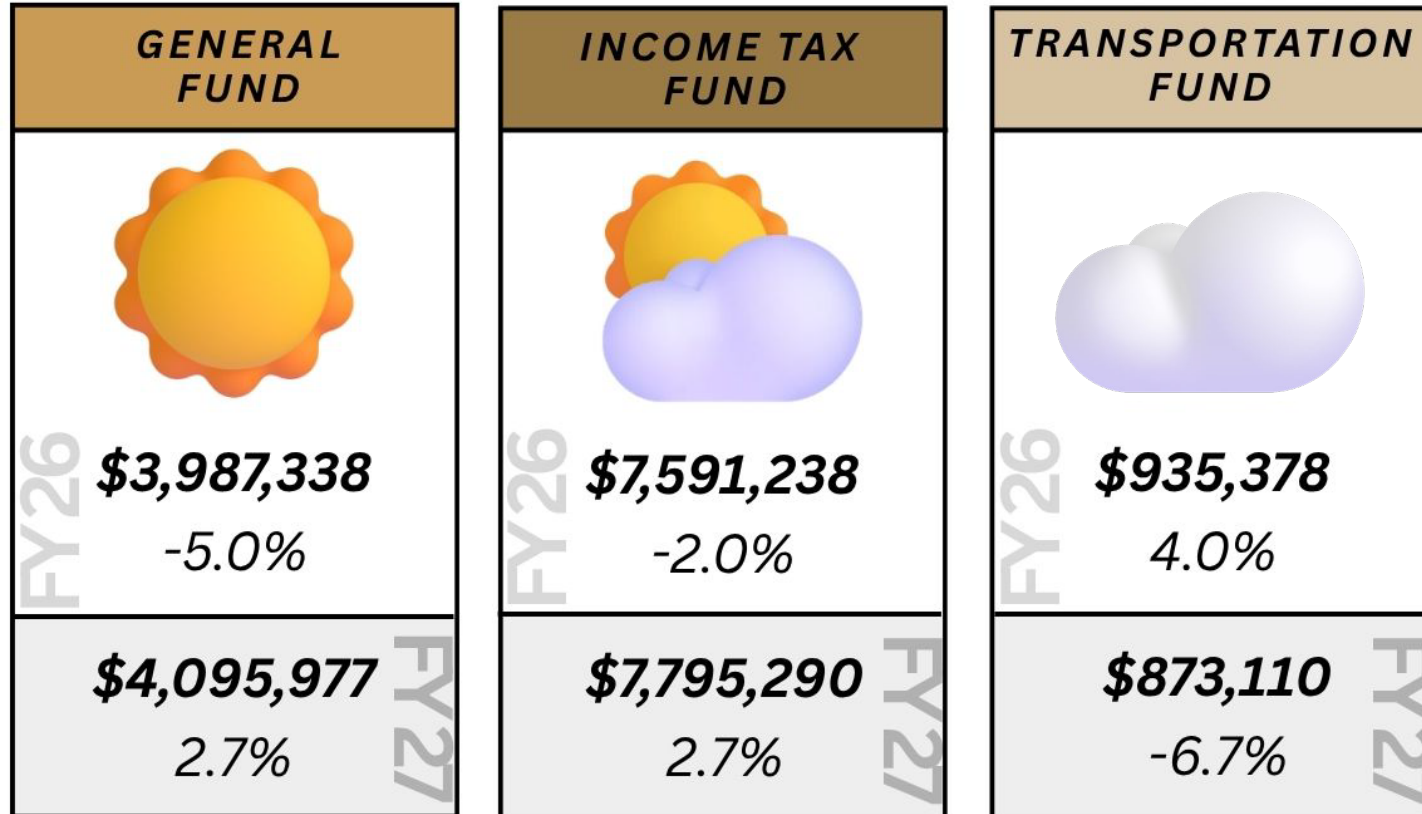 GENERAL
FUND
FY26
$3,987,338
-5.0%
$4,095,977
2.7%
FY27
INCOME TAX
FUND
FY26
$7,591,238
-2.0%
$7,795,290
2.7%
FY27
TRANSPORTATION
FUND
FY26
$935,378
4.0%
$873,110
-6.7%
FY27